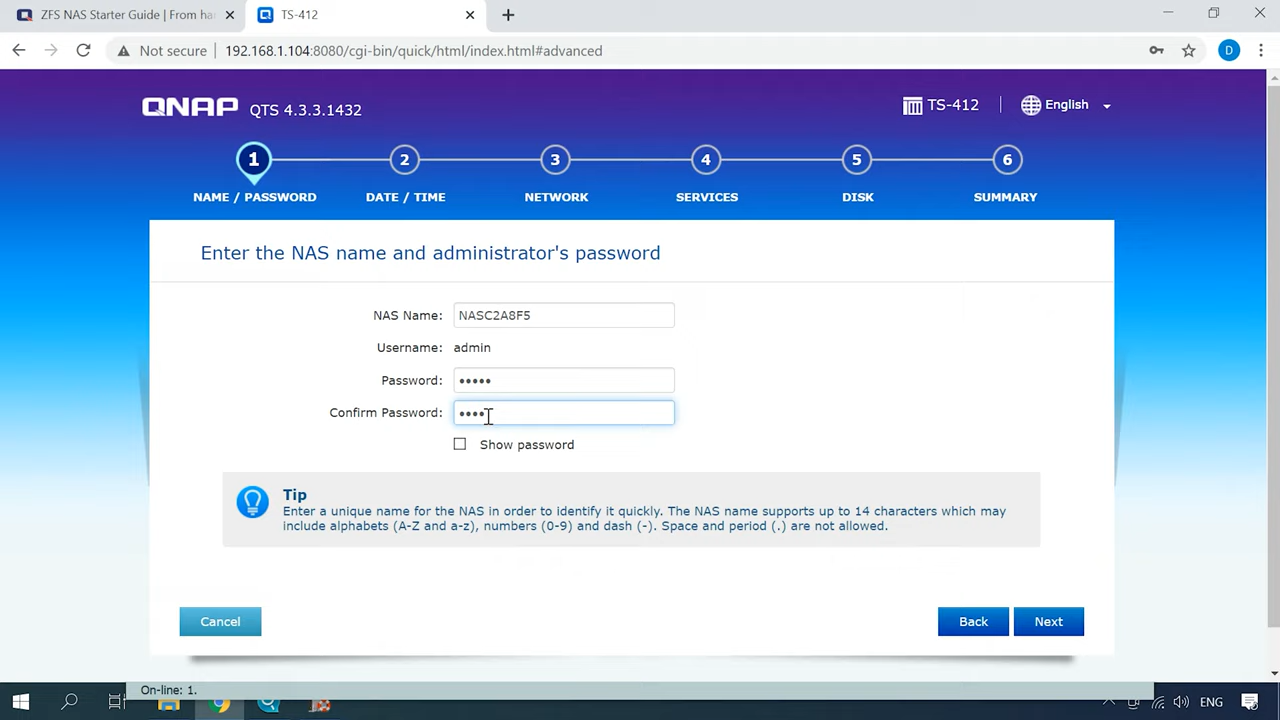 ZFS NAS Starter Guide | From ha
TS-412
Not secure | 192.168.1.104:8080/cgi-bin/quick/html/index.html#advanced
D
QNAP QTS 4.3.3.1432
TS-412 | English
1 2 3 4 5 6
NAME / PASSWORD DATE / TIME NETWORK SERVICES DISK SUMMARY
Enter the NAS name and administrator's password
NAS Name: NASC2A8F5
Username: admin
Password: •••••
Confirm Password: ••••
Show password
Tip
Enter a unique name for the NAS in order to identify it quickly. The NAS name supports up to 14 characters which may
include alphabets (A-Z and a-z), numbers (0-9) and dash (-). Space and period (.) are not allowed.
Cancel Back Next
On-line: 1.
ENG